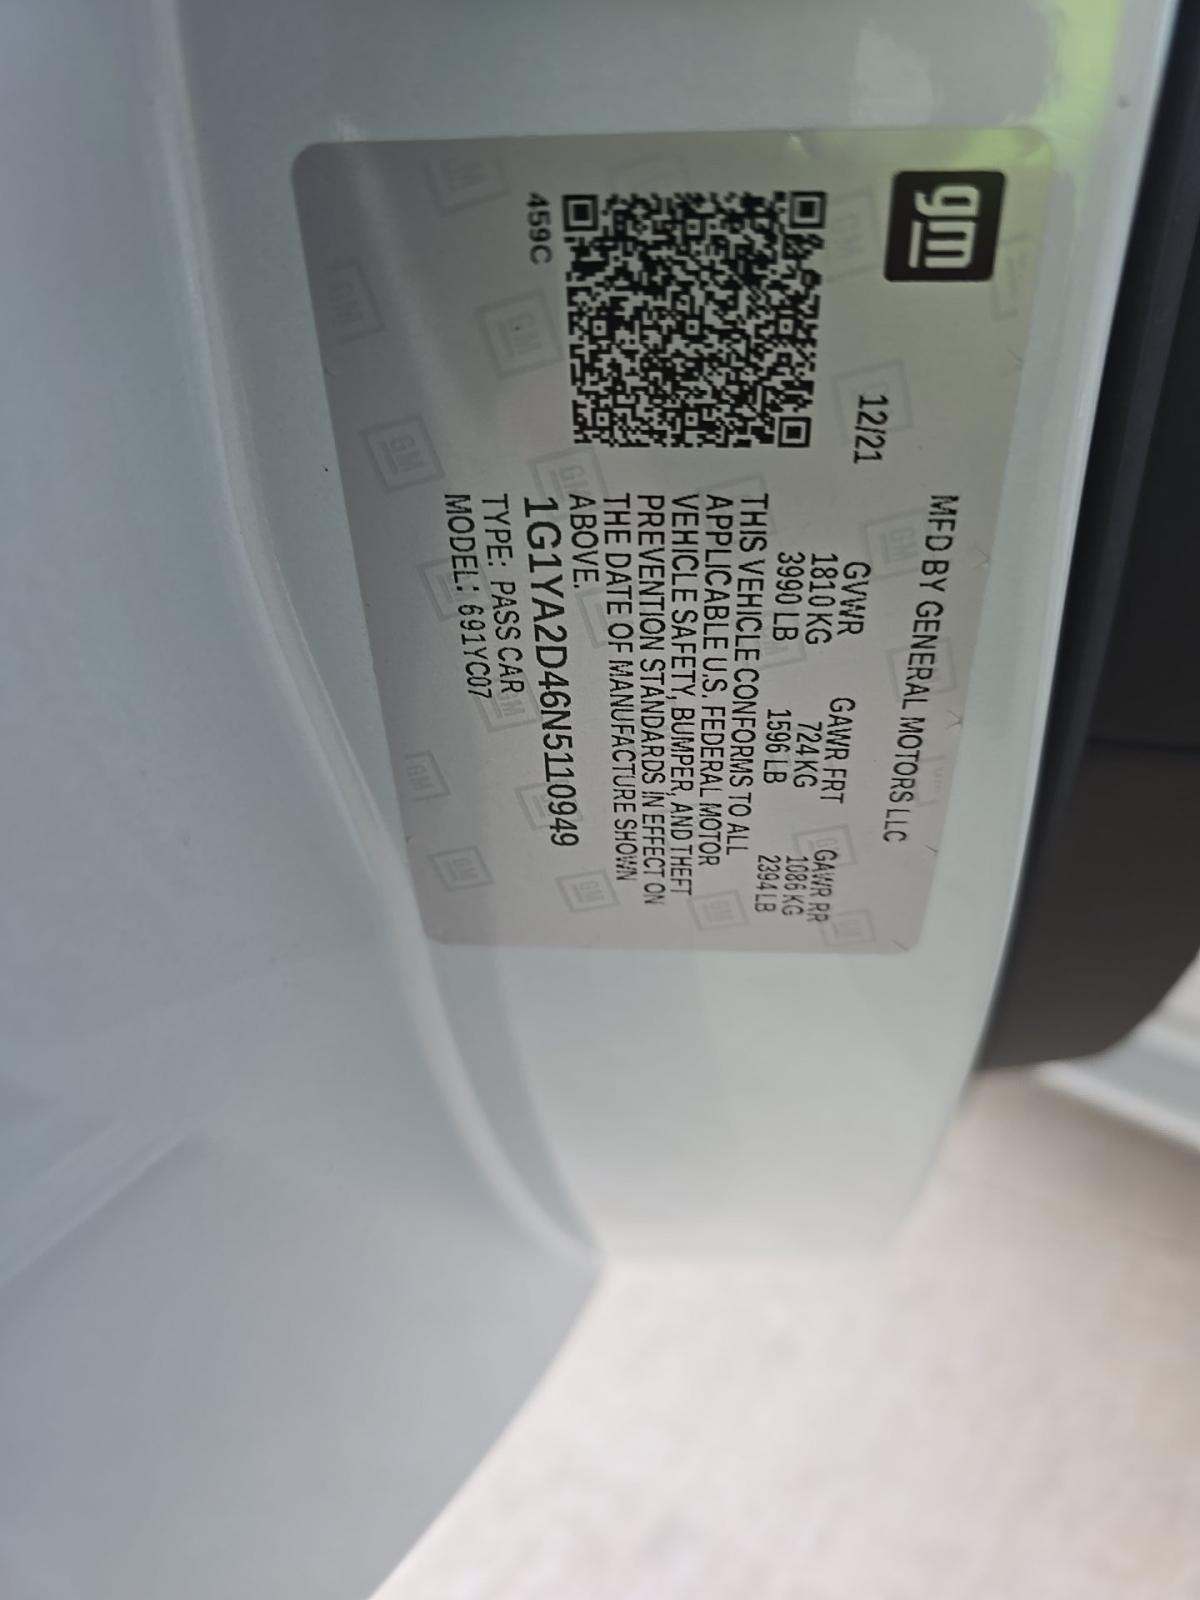 gm
MFD BY GENERAL MOTORS LLC
12/21
GVWR GAWR FRT GAWR RR
1810 KG 724 KG 1086 KG
3990 LB 1596 LB 2394 LB
THIS VEHICLE CONFORMS TO ALL
APPLICABLE U.S. FEDERAL MOTOR
VEHICLE SAFETY, BUMPER, AND THEFT
PREVENTION STANDARDS IN EFFECT ON
THE DATE OF MANUFACTURE SHOWN
ABOVE.
459C
1G1YA2D46N5110949
TYPE: PASS CAR
MODEL: 691YC07